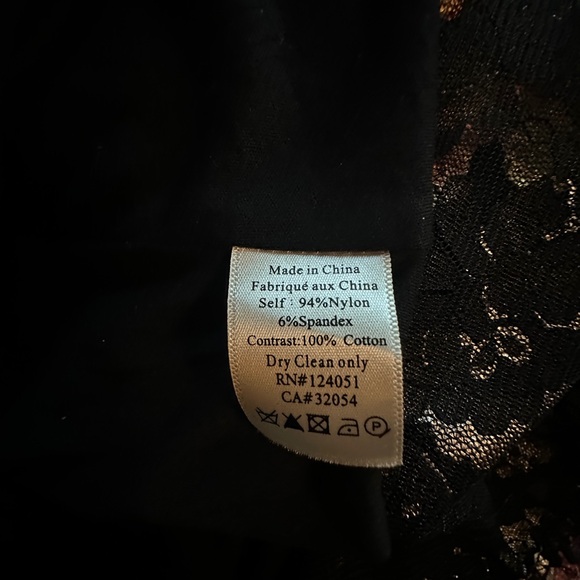 Made in China
Fabriqué aux China
Self : 94%Nylon
6%Spandex
Contrast:100% Cotton
Dry Clean only
RN#124051
CA#32054
P